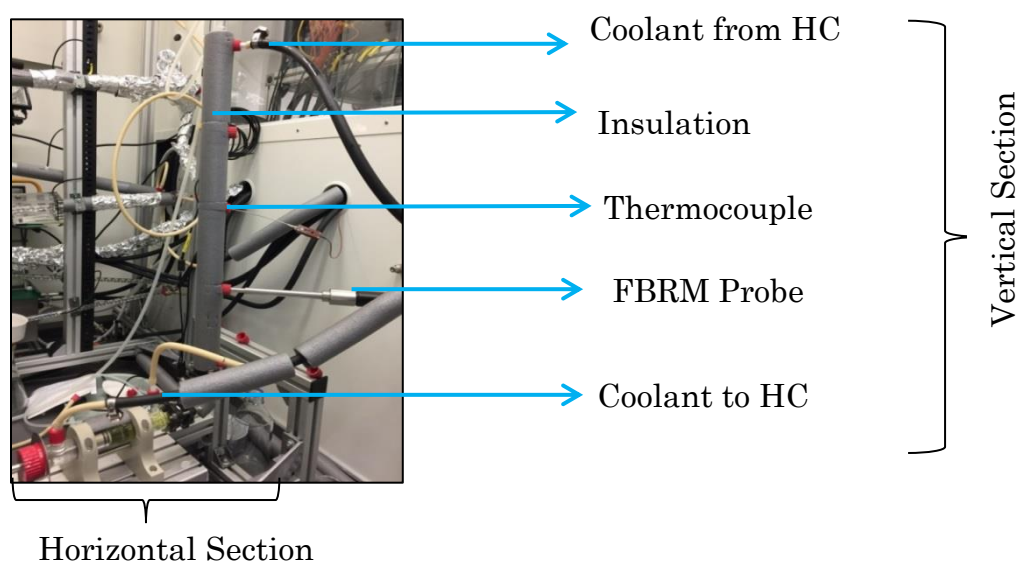 Coolant from HC
Insulation
Thermocouple
FBRM Probe
Coolant to HC
Vertical Section
Horizontal Section